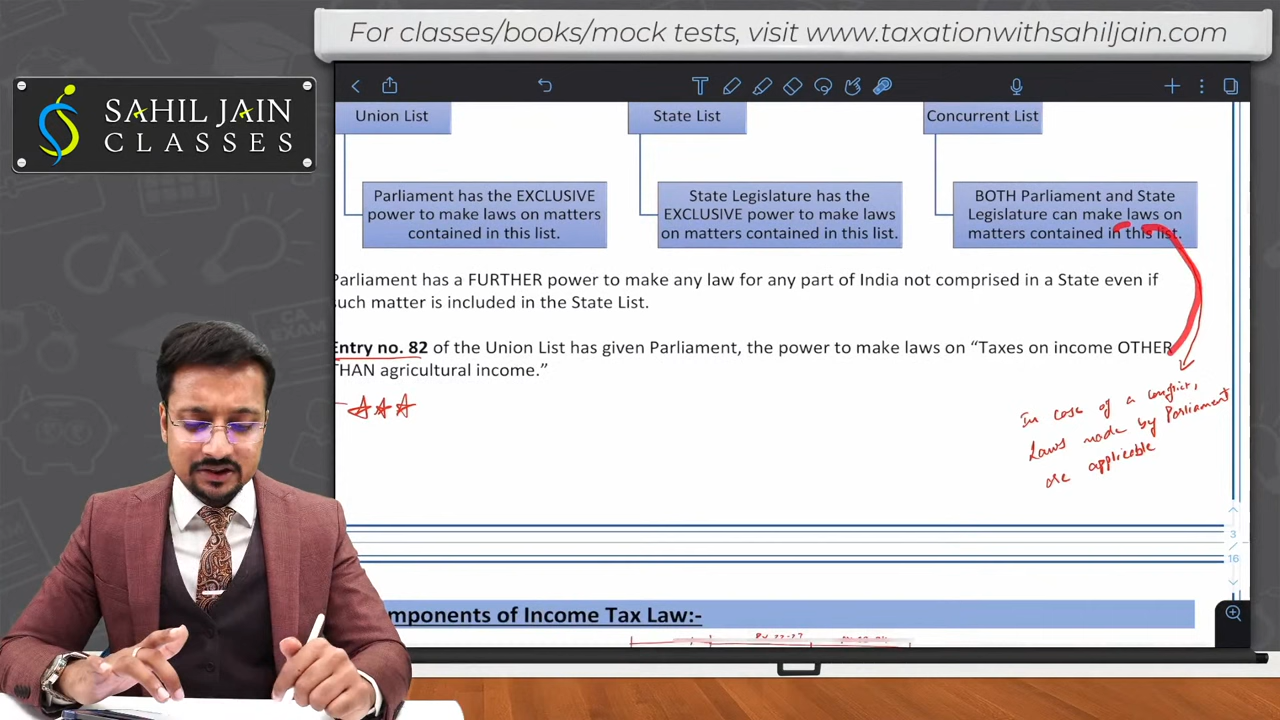 For classes/books/mock tests, visit www.taxationwithsahiljain.com
SAHIL JAIN
CLASSES
Union List
State List
Concurrent List
Parliament has the EXCLUSIVE
power to make laws on matters
contained in this list.
State Legislature has the
EXCLUSIVE power to make laws
on matters contained in this list.
BOTH Parliament and State
Legislature can make laws on
matters contained in this list.
Parliament has a FURTHER power to make any law for any part of India not comprised in a State even if
such matter is included in the State List.
Entry no. 82 of the Union List has given Parliament, the power to make laws on “Taxes on income OTHER
THAN agricultural income.”
In case of a conflict,
Laws made by Parliament
are applicable
3
/
16
mponents of Income Tax Law:-